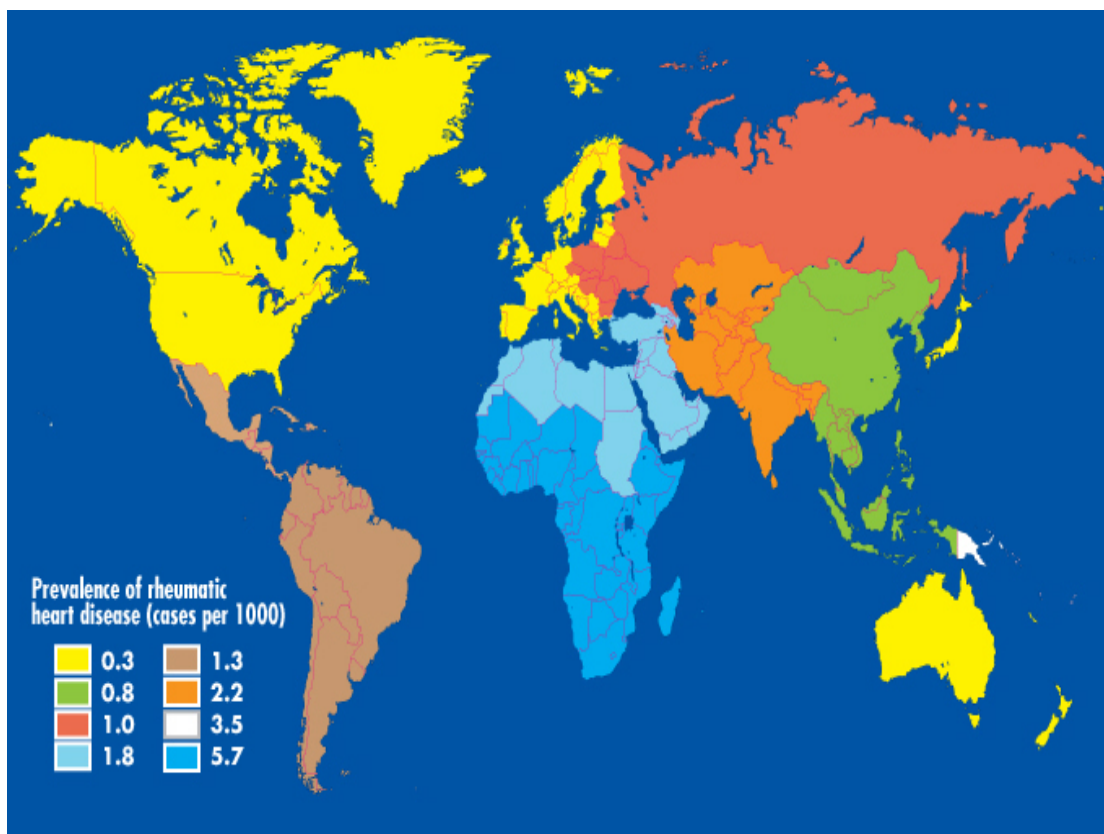 Prevalence of rheumatic
heart disease (cases per 1000)
0.3 1.3
0.8 2.2
1.0 3.5
1.8 5.7